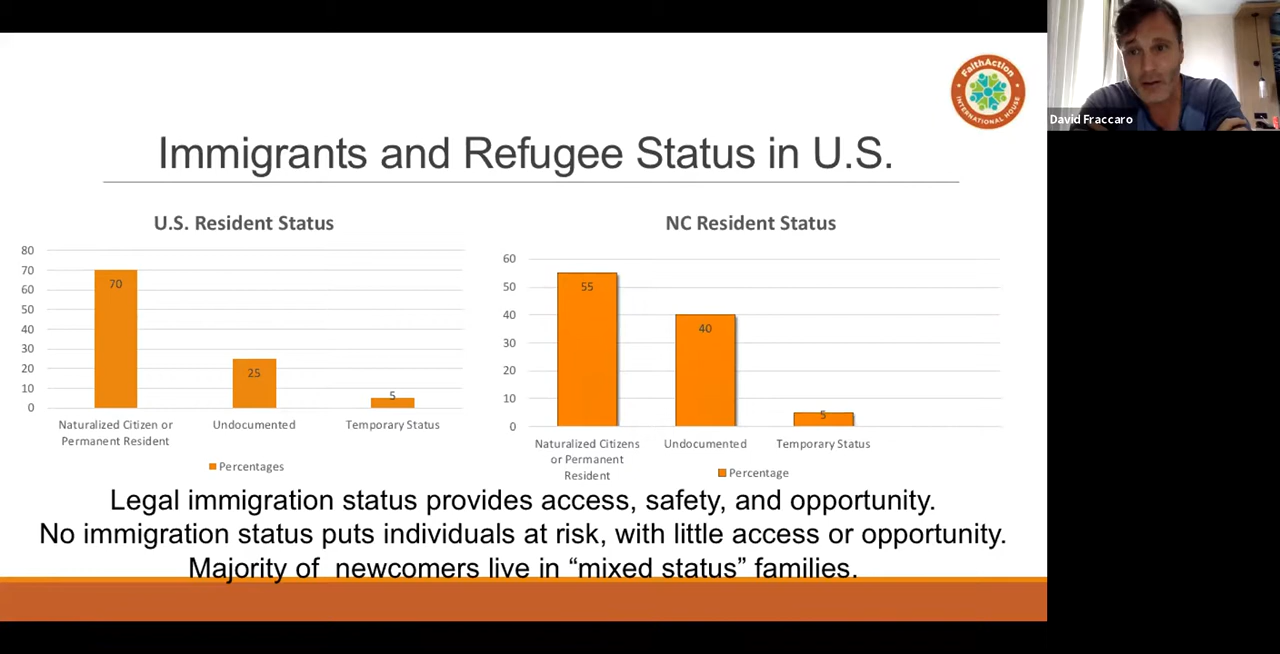 FaithAction
INTERNATIONAL HOUSE
David Fraccaro
Immigrants and Refugee Status in U.S.
U.S. Resident Status
80
70
60
50
40
30
20
10
0
70
25
5
Naturalized Citizen or
Permanent Resident
Undocumented
Temporary Status
Percentages
NC Resident Status
60
50
40
30
20
10
0
55
40
5
Naturalized Citizens
or Permanent
Resident
Undocumented
Temporary Status
Percentage
Legal immigration status provides access, safety, and opportunity.
No immigration status puts individuals at risk, with little access or opportunity.
Majority of newcomers live in “mixed status” families.